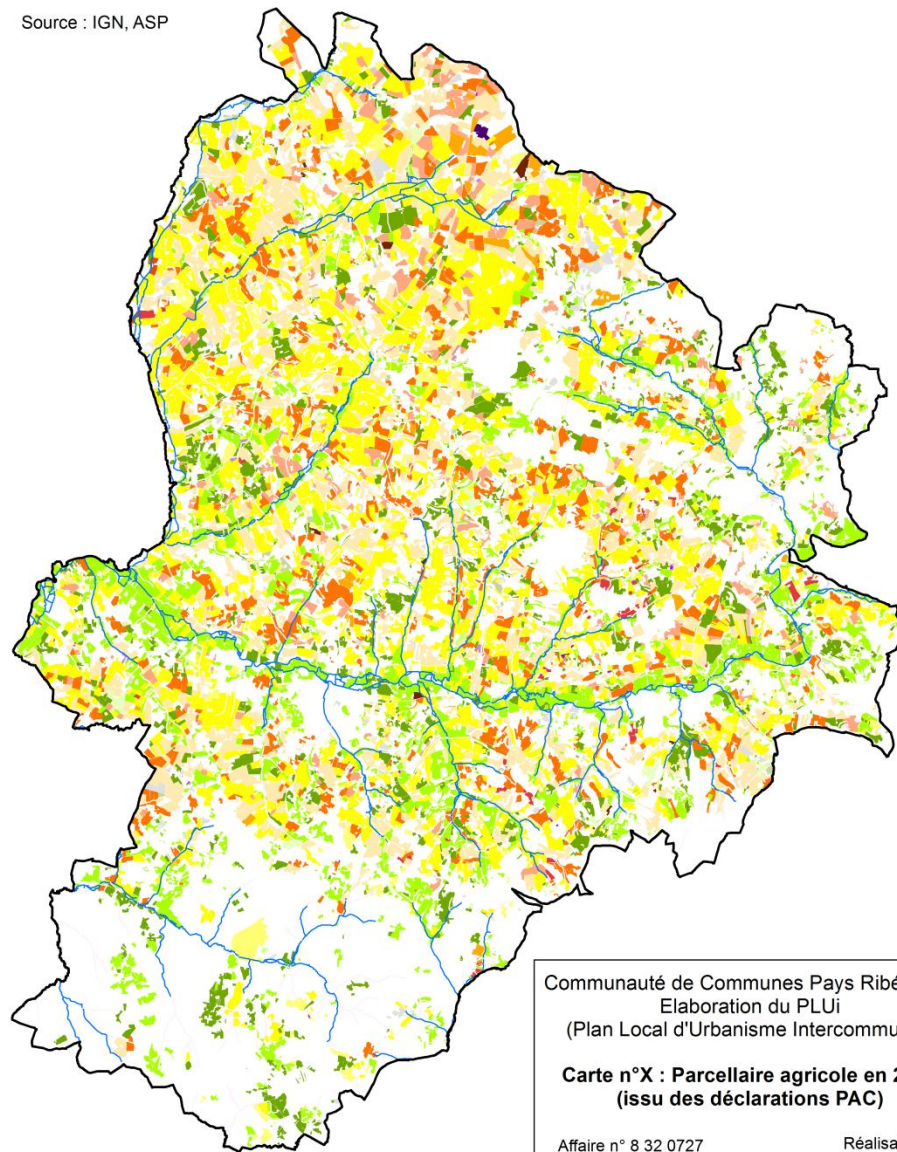 Source : IGN, ASP
Communauté de Communes Pays Ribé
Elaboration du PLUi
(Plan Local d'Urbanisme Intercommu
Carte n°X : Parcellaire agricole en 2
(issu des déclarations PAC)
Affaire n° 8 32 0727 Réalisa